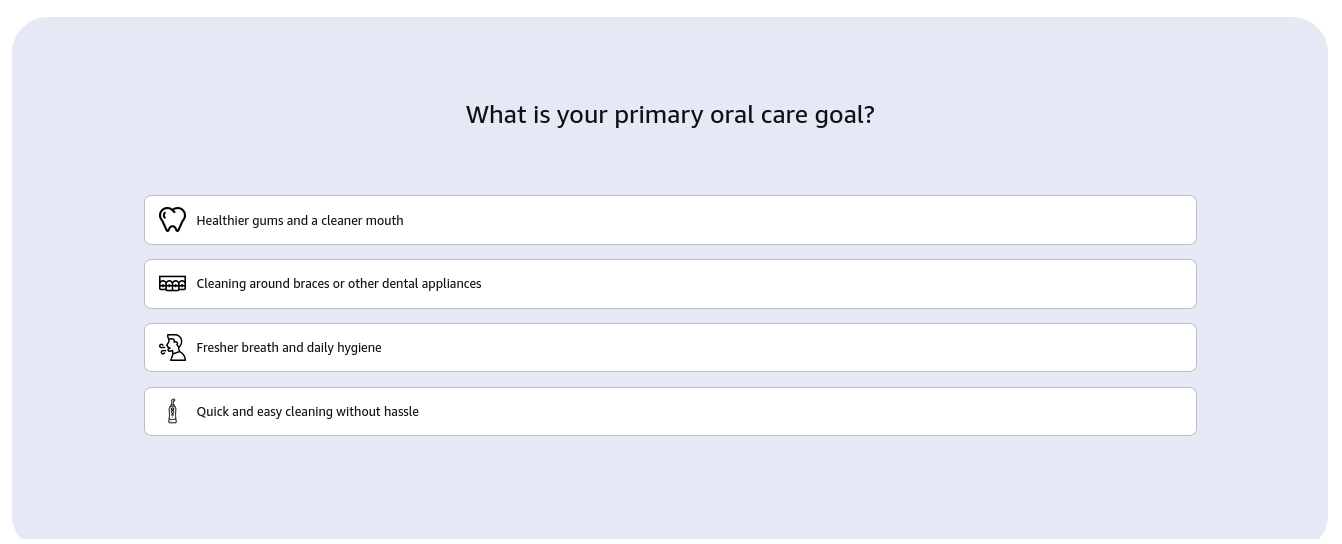 What is your primary oral care goal?
Healthier gums and a cleaner mouth
Cleaning around braces or other dental appliances
Fresher breath and daily hygiene
Quick and easy cleaning without hassle